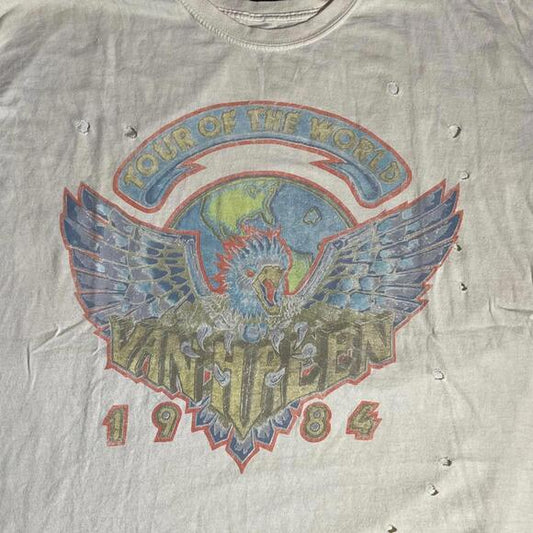 TOUR OF THE WORLD
VAN HALEN
1984